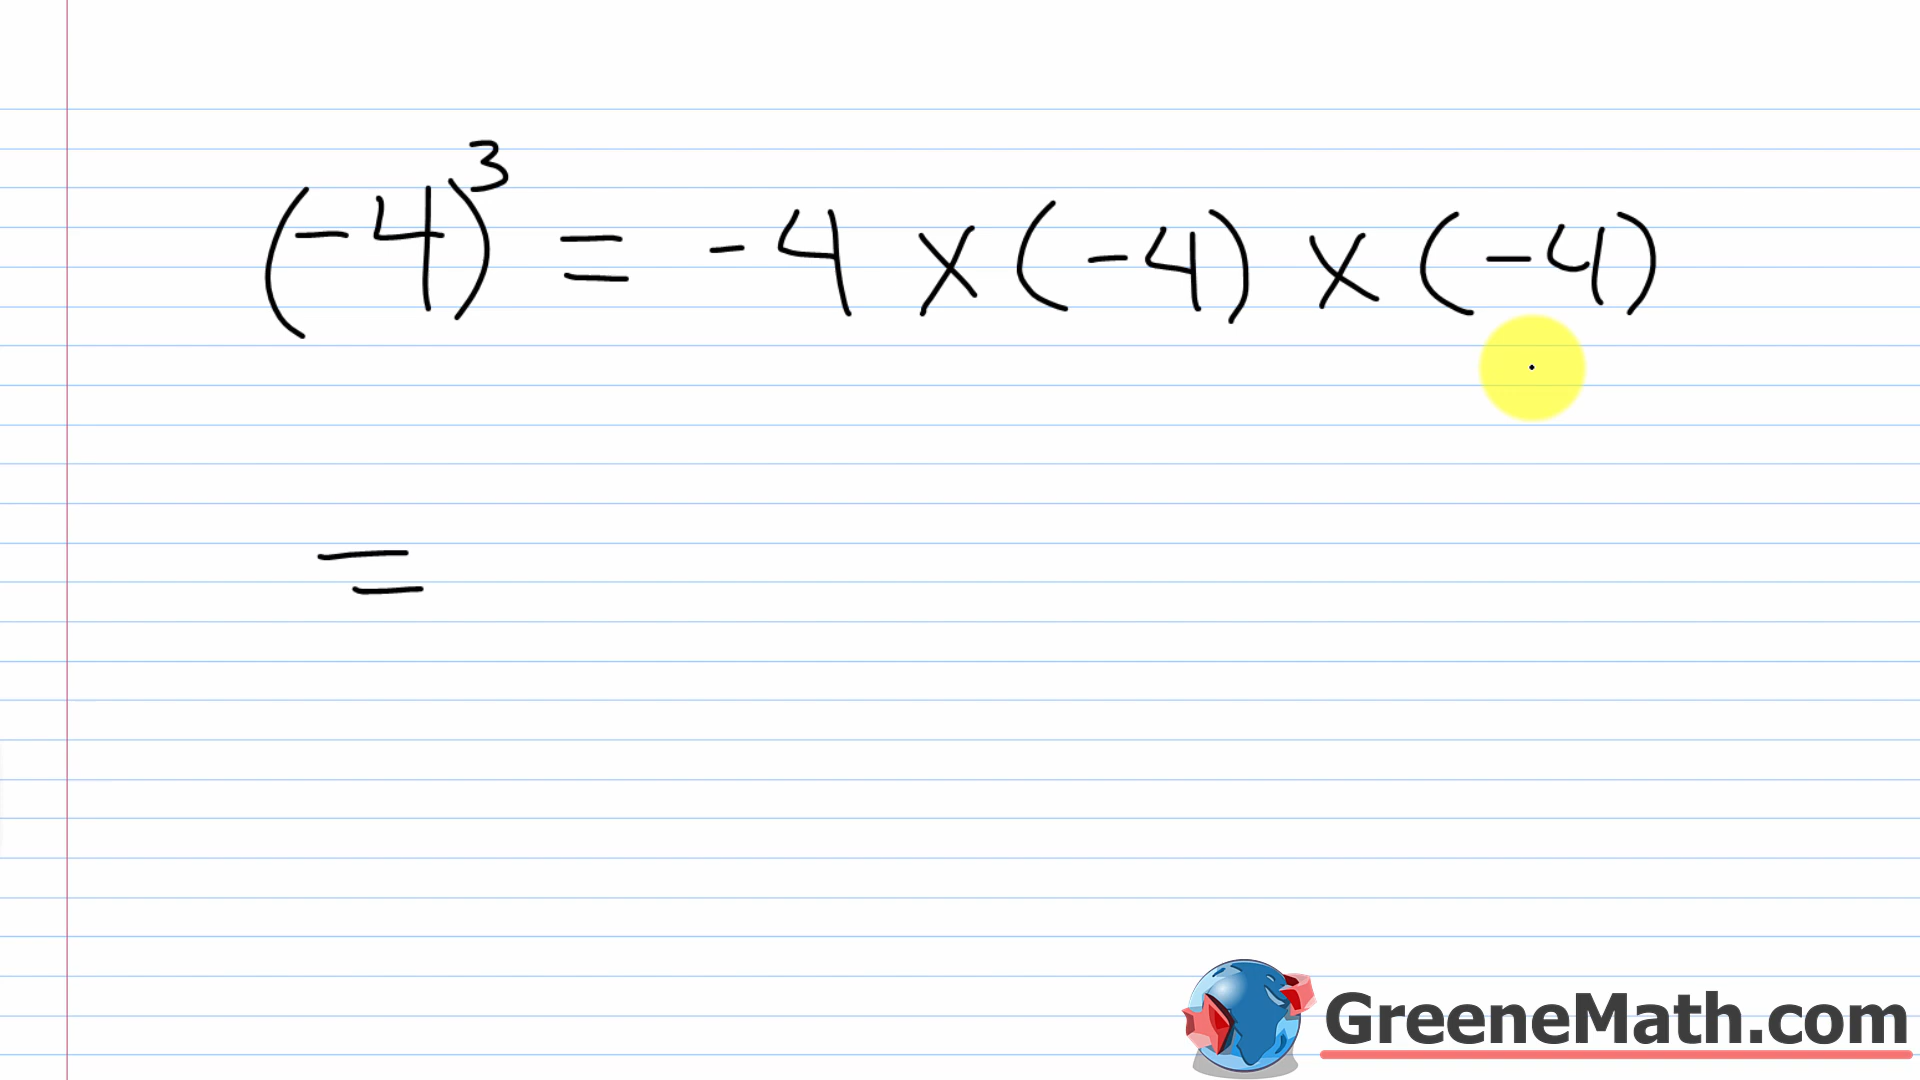 (-4)³ = -4 × (-4) × (-4)
=
GreeneMath.com